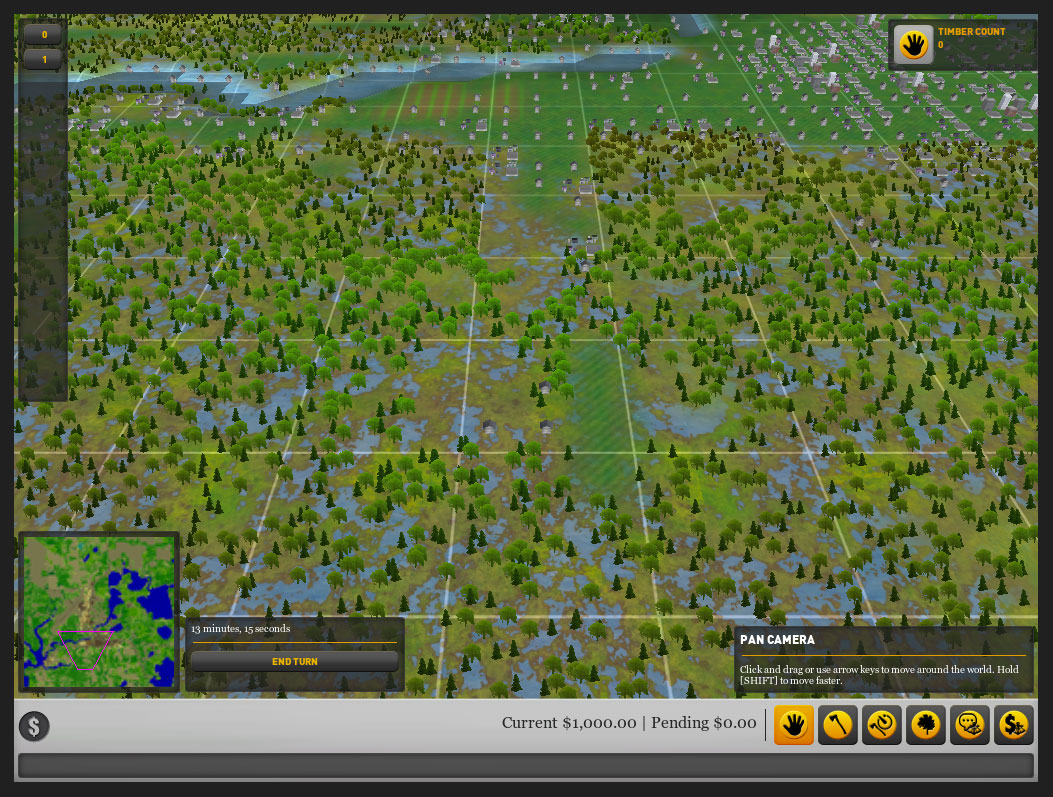 0
1
TIMBER COUNT
0
13 minutes, 15 seconds
END TURN
PAN CAMERA
Click and drag or use arrow keys to move around the world. Hold
[SHIFT] to move faster.
$
Current $1,000.00 | Pending $0.00
$